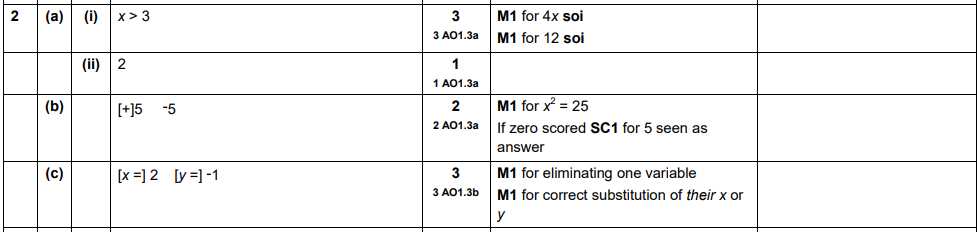 2 (a) (i) x > 3 3 M1 for 4x soi
3 AO1.3a M1 for 12 soi
(ii) 2 1
1 AO1.3a
(b) [+]5 -5 2 M1 for x² = 25
2 AO1.3a If zero scored SC1 for 5 seen as
answer
(c) [x =] 2 [y =] -1 3 M1 for eliminating one variable
3 AO1.3b M1 for correct substitution of their x or
y